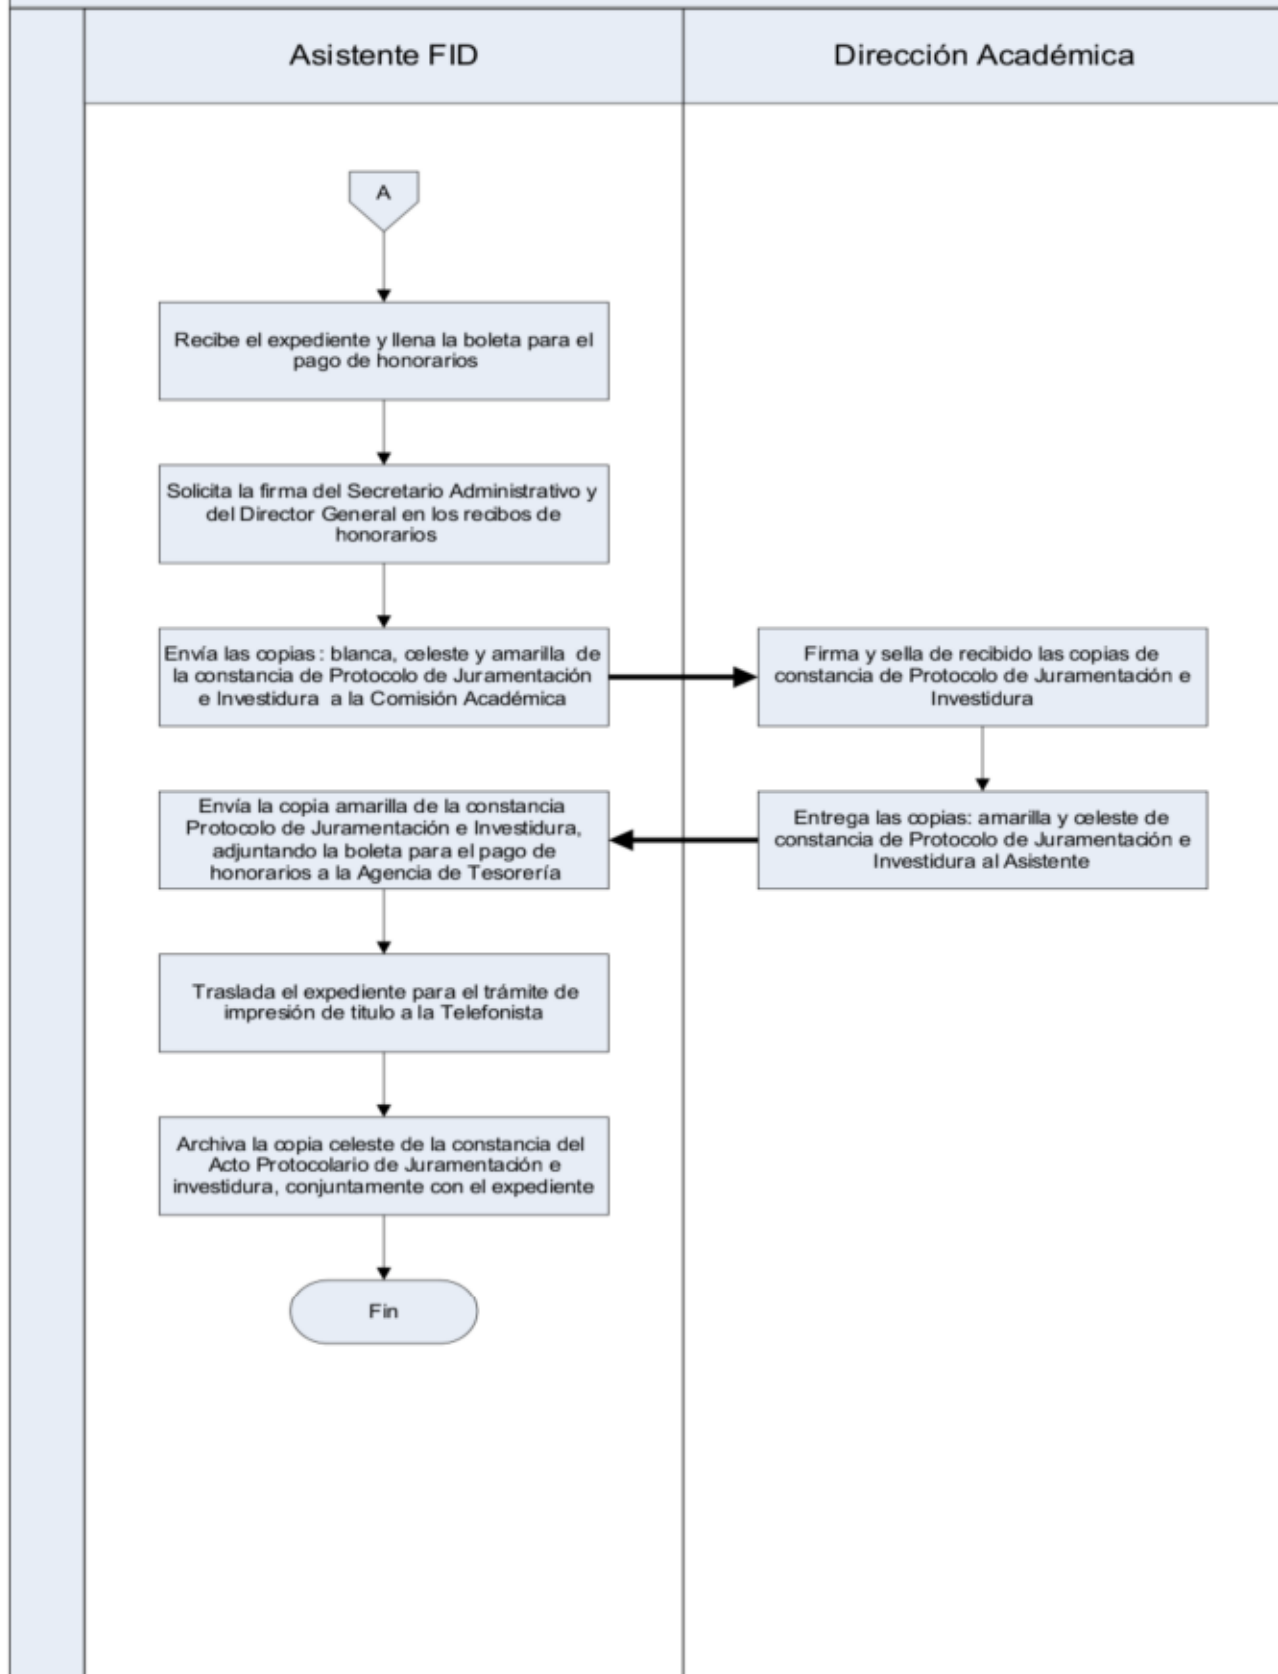 Asistente FID
Dirección Académica
A
Recibe el expediente y llena la boleta para el
pago de honorarios
Solicita la firma del Secretario Administrativo y
del Director General en los recibos de
honorarios
Envía las copias : blanca, celeste y amarilla de
la constancia de Protocolo de Juramentación
e Investidura a la Comisión Académica
Firma y sella de recibido las copias de
constancia de Protocolo de Juramentación e
Investidura
Entrega las copias: amarilla y celeste de
constancia de Protocolo de Juramentación e
Investidura al Asistente
Envía la copia amarilla de la constancia
Protocolo de Juramentación e Investidura,
adjuntando la boleta para el pago de
honorarios a la Agencia de Tesorería
Traslada el expediente para el trámite de
impresión de titulo a la Telefonista
Archiva la copia celeste de la constancia del
Acto Protocolario de Juramentación e
investidura, conjuntamente con el expediente
Fin